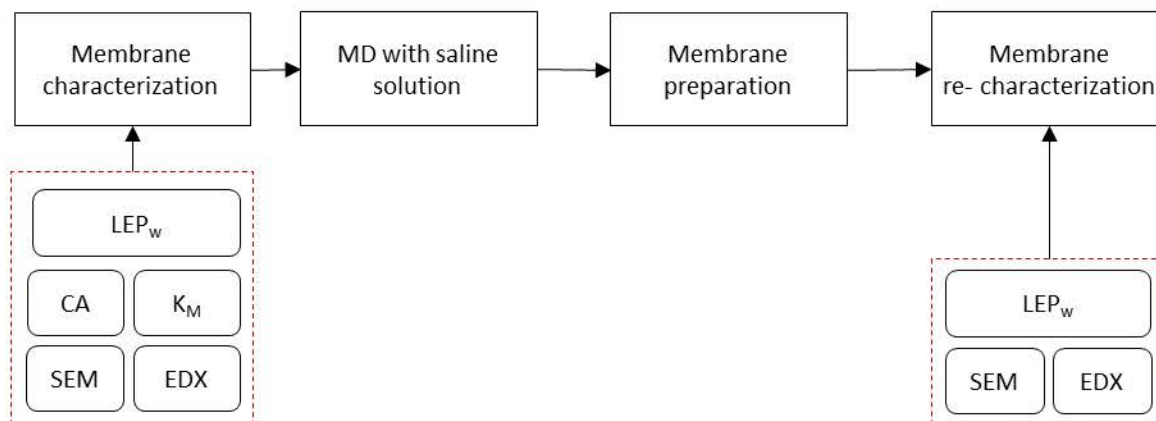 Membrane
characterization
MD with saline
solution
Membrane
preparation
Membrane
re- characterization
LEPw
CA
KM
SEM
EDX
LEPw
SEM
EDX